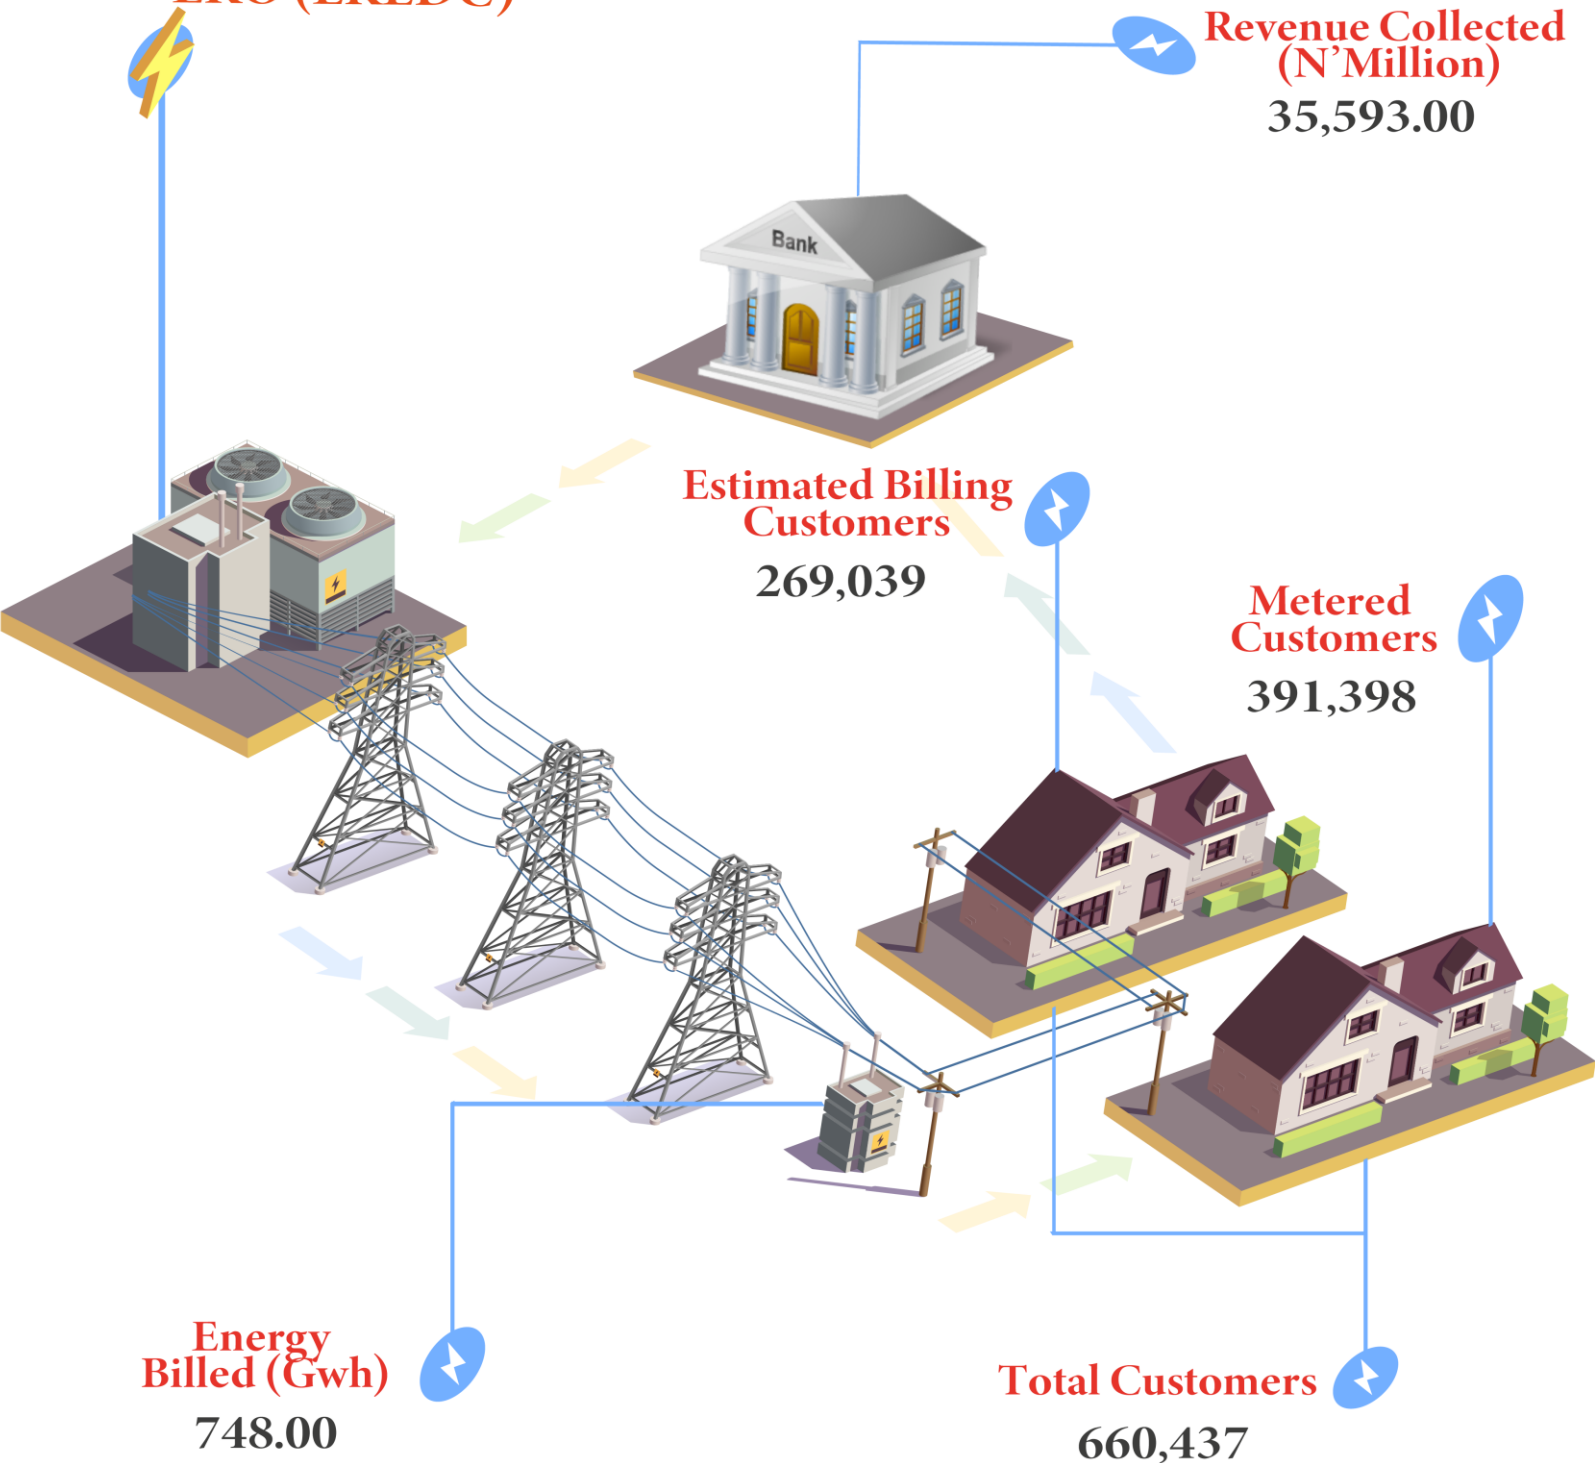 Revenue Collected
(N’Million)
35,593.00
Bank
Estimated Billing
Customers
269,039
Metered
Customers
391,398
Energy
Billed (Gwh)
748.00
Total Customers
660,437